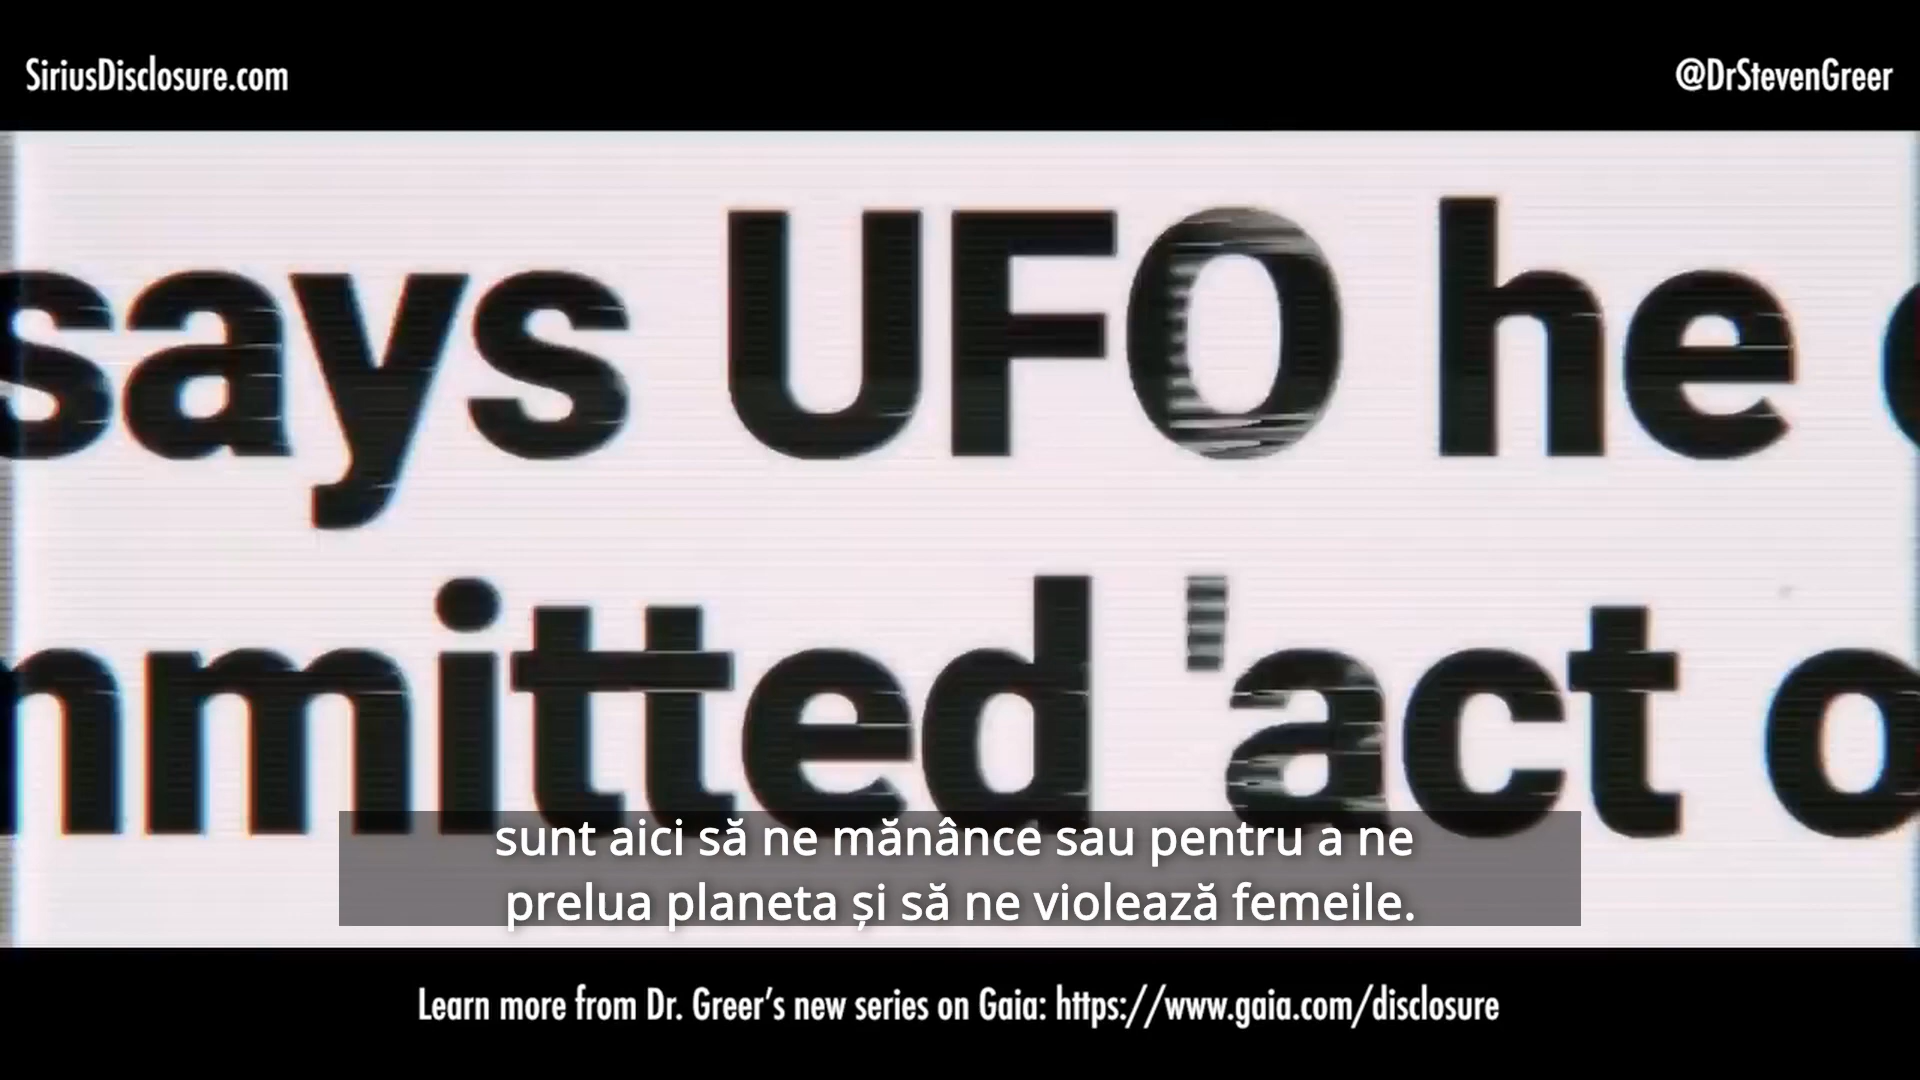 SiriusDisclosure.com
@DrStevenGreer
says UFO he
mmitted 'act o
sunt aici să ne mănânce sau pentru a ne
prelua planeta și să ne violează femeile.
Learn more from Dr. Greer's new series on Gaia: https://www.gaia.com/disclosure